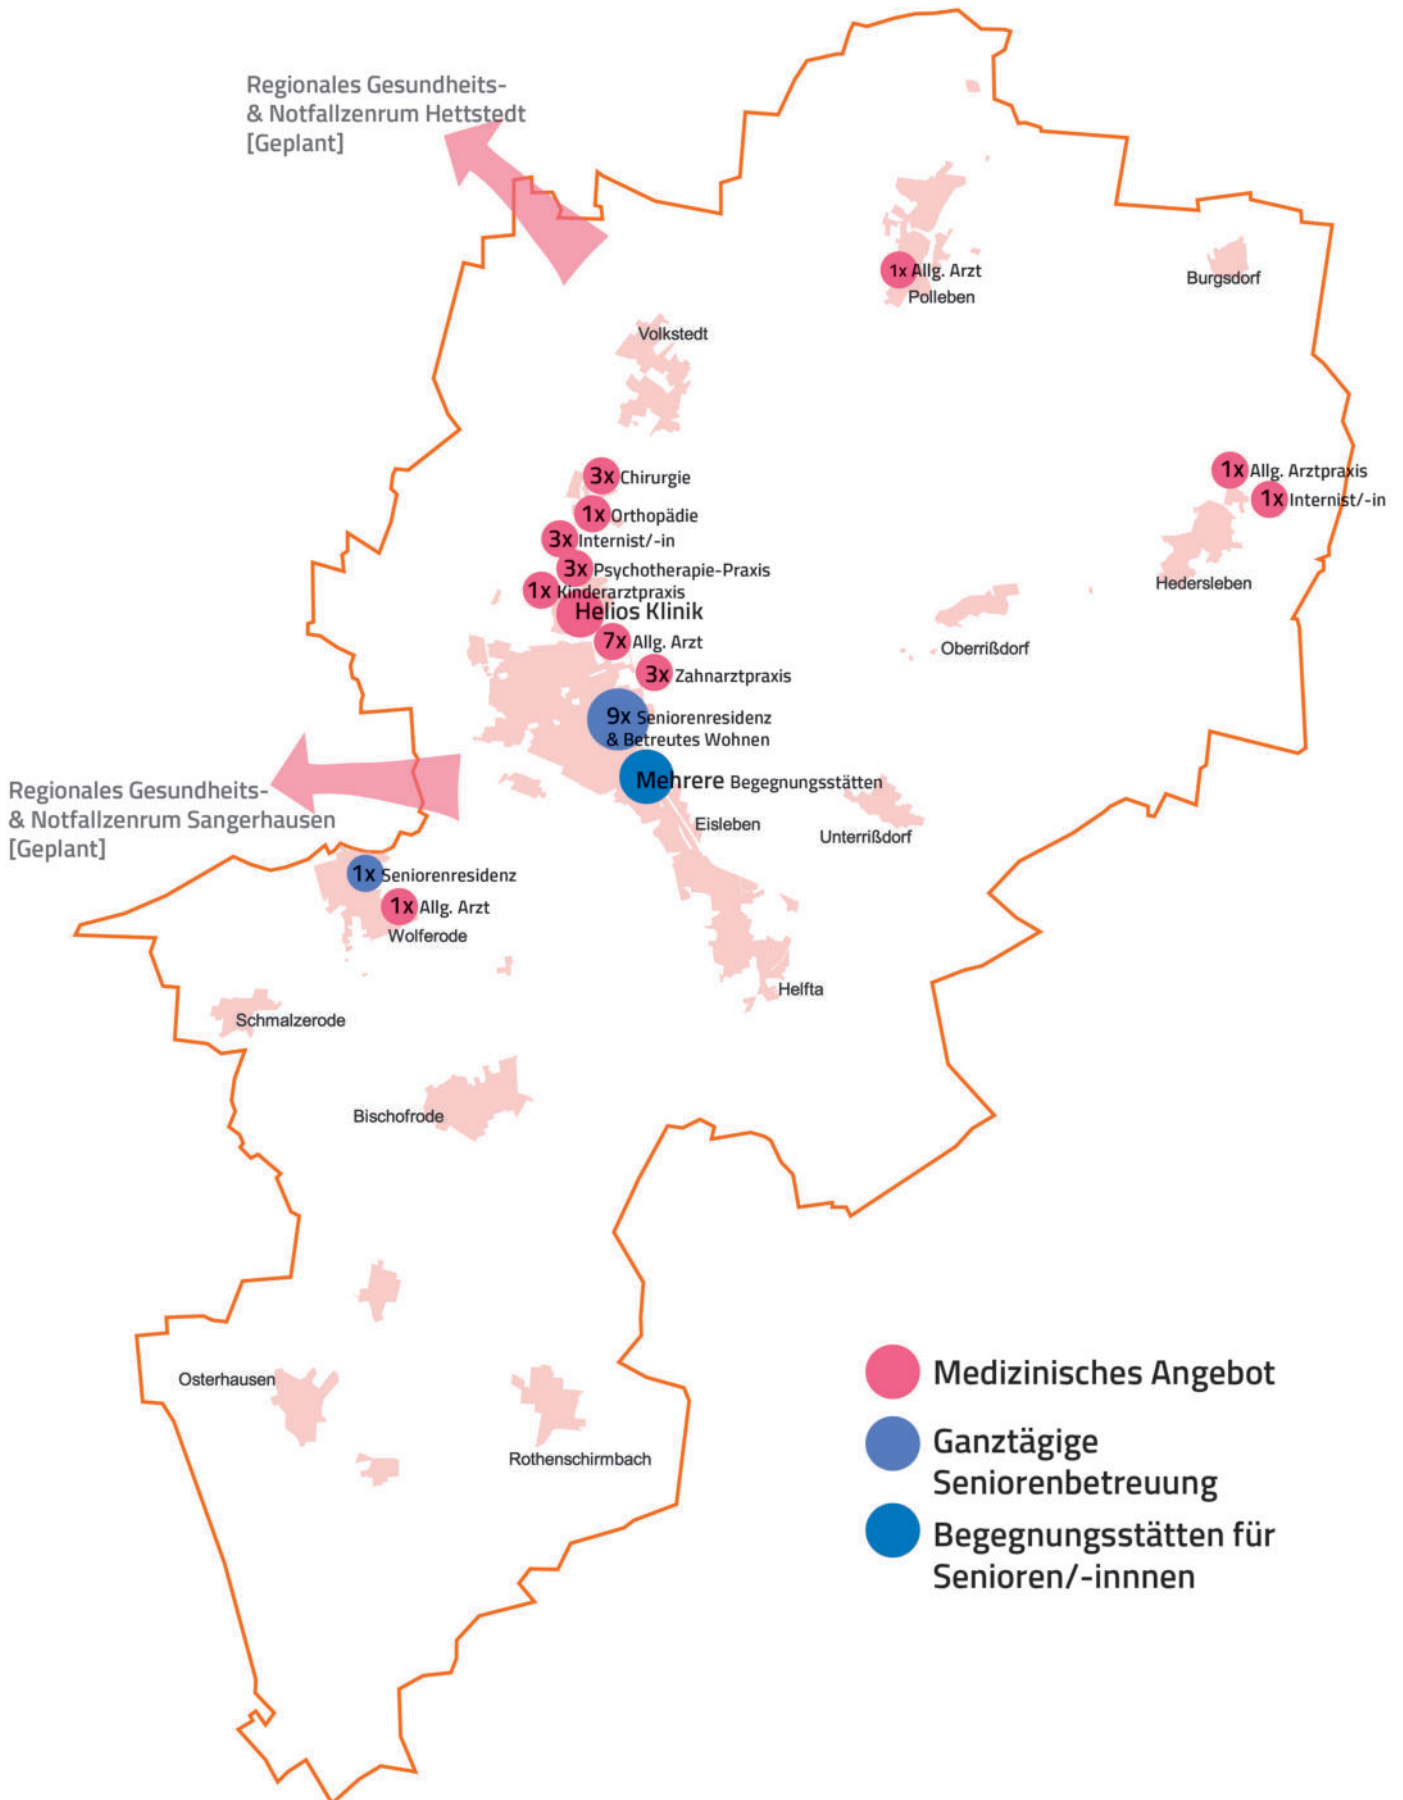 Regionales Gesundheits-
& Notfallzenrum Hettstedt
[Geplant]
1x Allg. Arzt
Polleben
Burgsdorf
Volkstedt
3x Chirurgie
1x Orthopädie
3x Internist/-in
3x Psychotherapie-Praxis
1x Kinderarztpraxis
Helios Klinik
7x Allg. Arzt
3x Zahnarztpraxis
9x Seniorenresidenz
& Betreutes Wohnen
Mehrere Begegnungsstätten
Eisleben
1x Allg. Arztpraxis
1x Internist/-in
Hedersleben
Oberrißdorf
Unterrißdorf
Regionales Gesundheits-
& Notfallzenrum Sangerhausen
[Geplant]
1x Seniorenresidenz
1x Allg. Arzt
Wolferode
Helfta
Schmalzerode
Bischofrode
Osterhausen
Rothenschirmbach
Medizinisches Angebot
Ganztägige
Seniorenbetreuung
Begegnungsstätten für
Senioren/-innnen